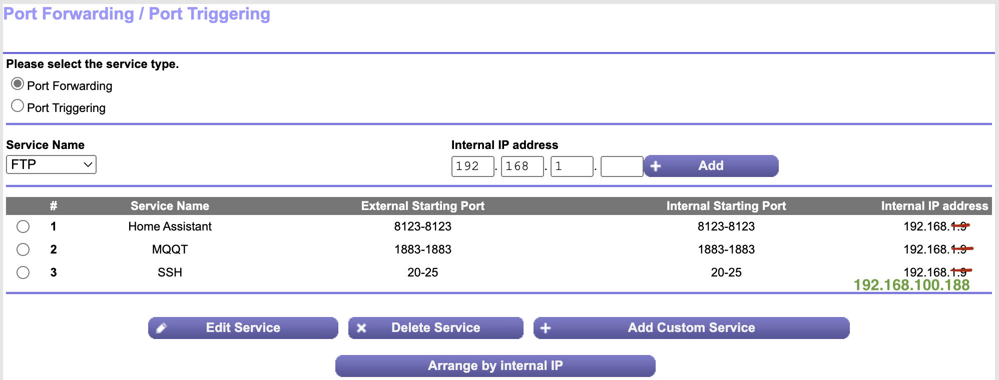 Port Forwarding / Port Triggering
Please select the service type.
Port Forwarding
Port Triggering
Service Name Internal IP address
FTP 192 . 168 . 1 . Add
# Service Name External Starting Port Internal Starting Port Internal IP address
1 Home Assistant 8123-8123 8123-8123 192.168.1.9
2 MQQT 1883-1883 1883-1883 192.168.1.9
3 SSH 20-25 20-25 192.168.1.9
192.168.100.188
Edit Service Delete Service Add Custom Service
Arrange by internal IP